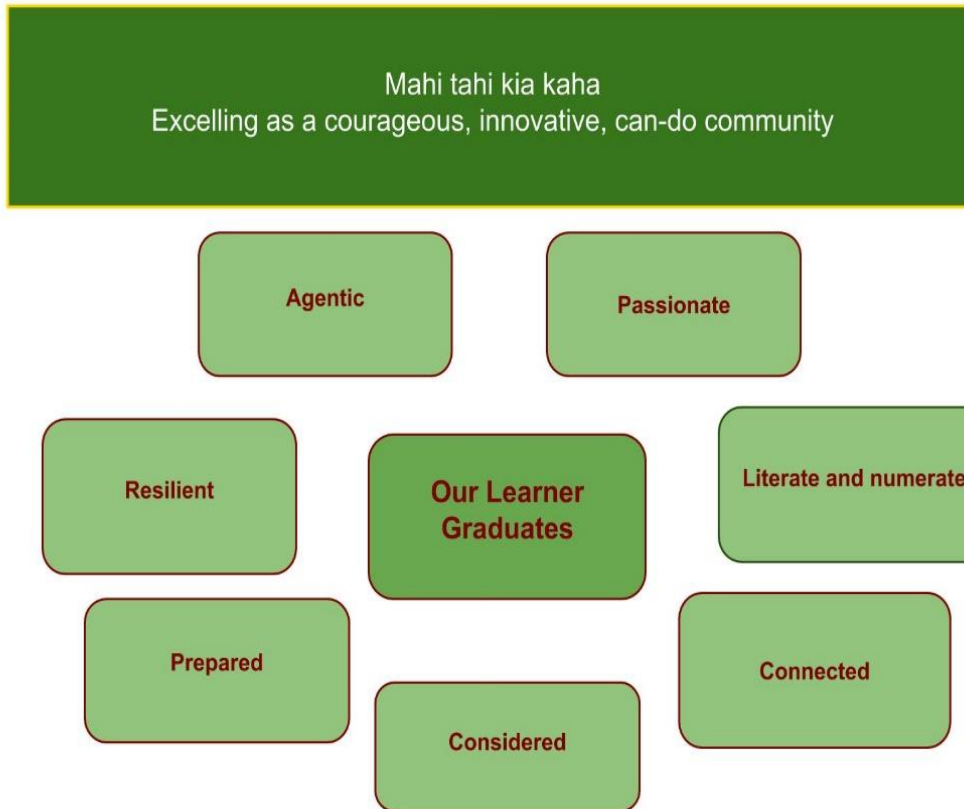 Mahi tahi kia kaha
Excelling as a courageous, innovative, can-do community
Agentic
Passionate
Resilient
Our Learner
Graduates
Literate and numerate
Prepared
Connected
Considered